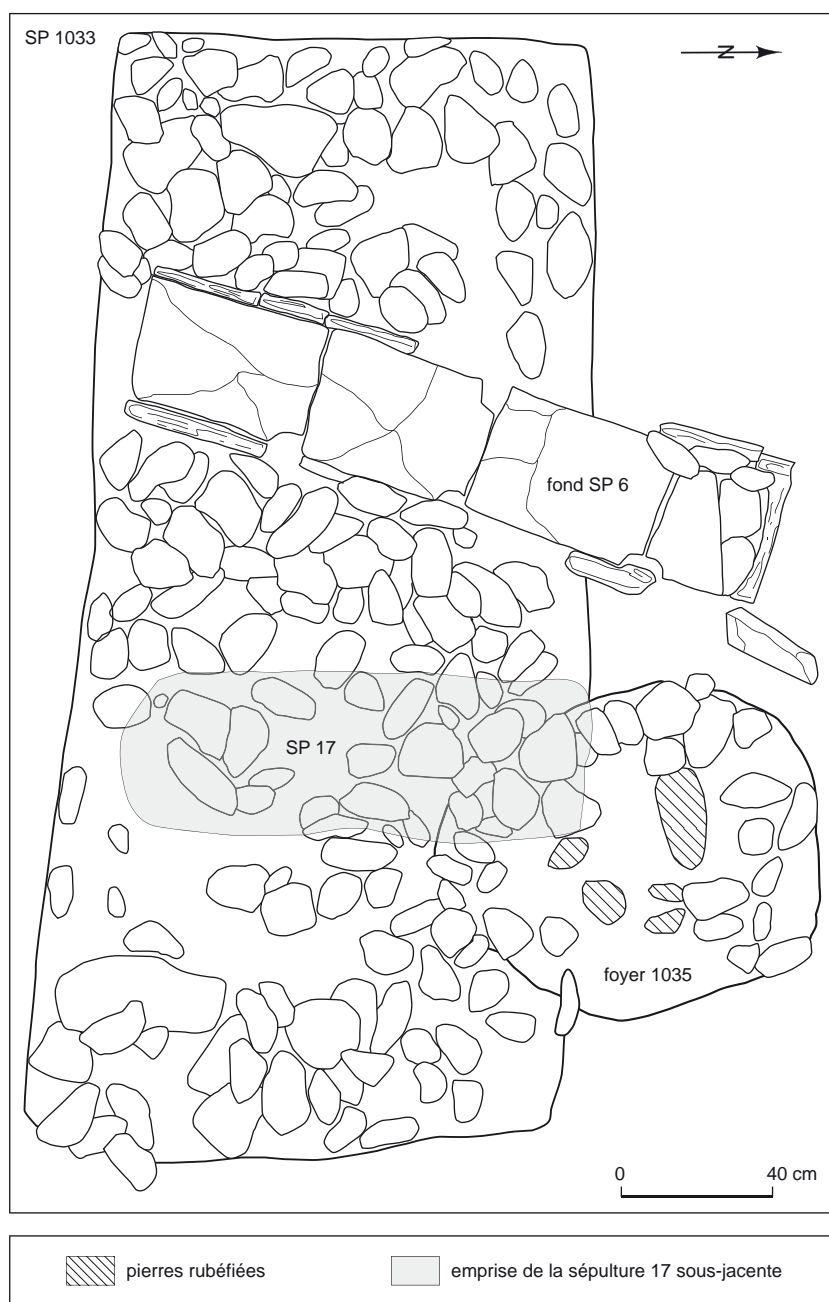 SP 1033
N
fond SP 6
SP 17
foyer 1035
0 40 cm
pierres rubéfiées
emprise de la sépulture 17 sous-jacente